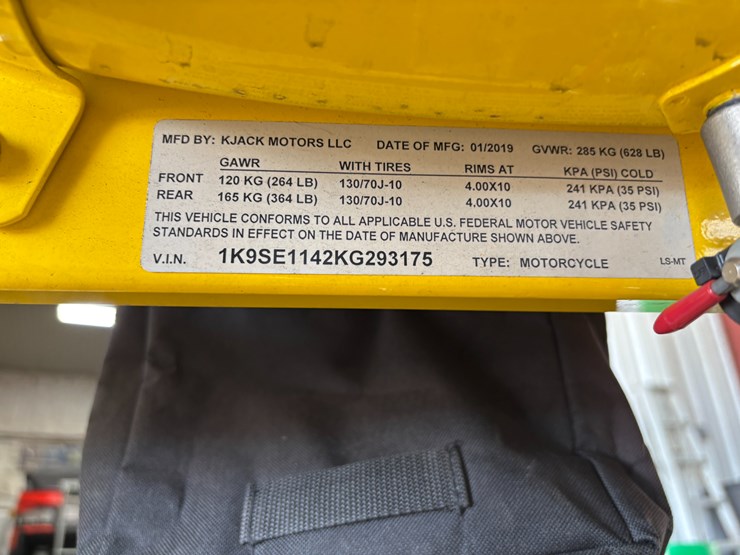 MFD BY: KJACK MOTORS LLC DATE OF MFG: 01/2019 GVWR: 285 KG (628 LB)
GAWR WITH TIRES RIMS AT KPA (PSI) COLD
FRONT 120 KG (264 LB) 130/70J-10 4.00X10 241 KPA (35 PSI)
REAR 165 KG (364 LB) 130/70J-10 4.00X10 241 KPA (35 PSI)
THIS VEHICLE CONFORMS TO ALL APPLICABLE U.S. FEDERAL MOTOR VEHICLE SAFETY
STANDARDS IN EFFECT ON THE DATE OF MANUFACTURE SHOWN ABOVE.
V.I.N. 1K9SE1142KG293175 TYPE: MOTORCYCLE LS-MT